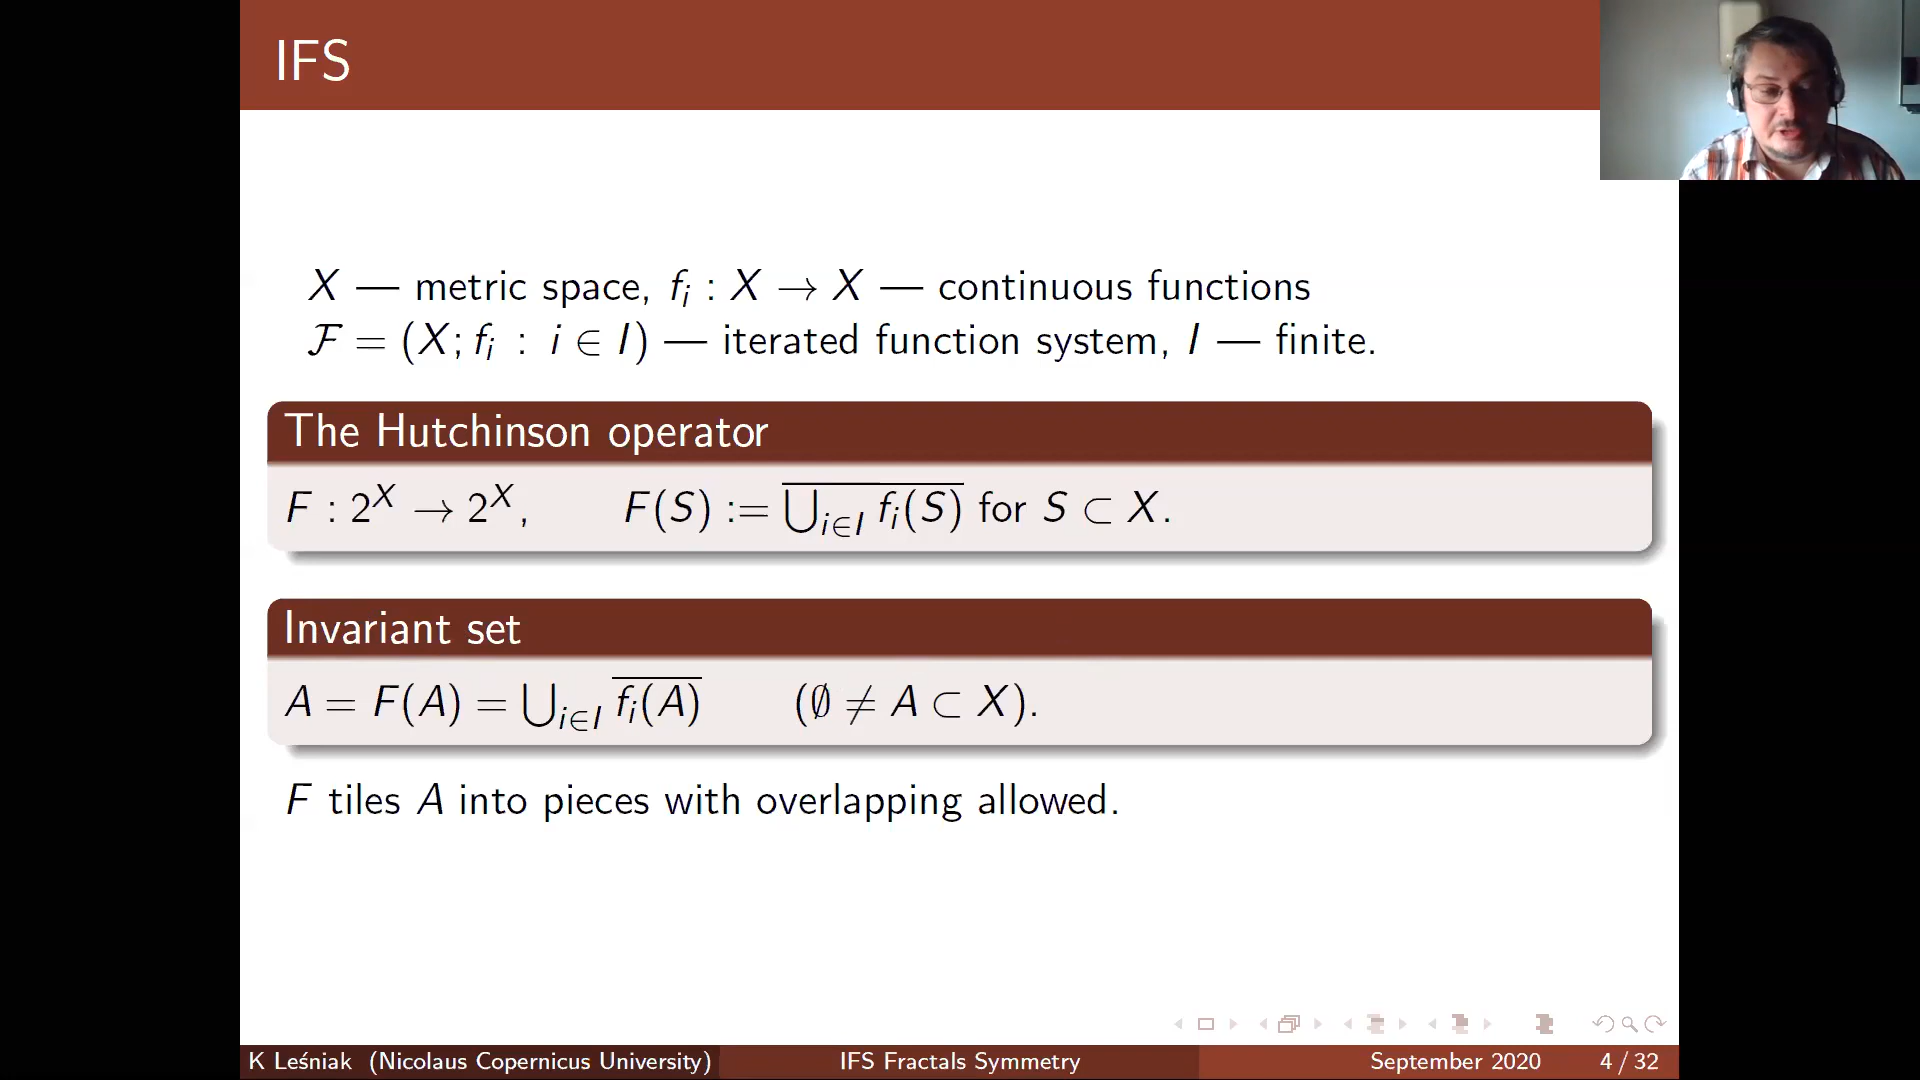 IFS
X — metric space, f_i : X → X — continuous functions
ℱ = (X; f_i : i ∈ I) — iterated function system, I — finite.
The Hutchinson operator
F : 2^X → 2^X, F(S) := \overline{⋃_{i∈I} f_i(S)} for S ⊂ X.
Invariant set
A = F(A) = ⋃_{i∈I} \overline{f_i(A)} (∅ ≠ A ⊂ X).
F tiles A into pieces with overlapping allowed.
K Leśniak (Nicolaus Copernicus University) IFS Fractals Symmetry September 2020 4 / 32